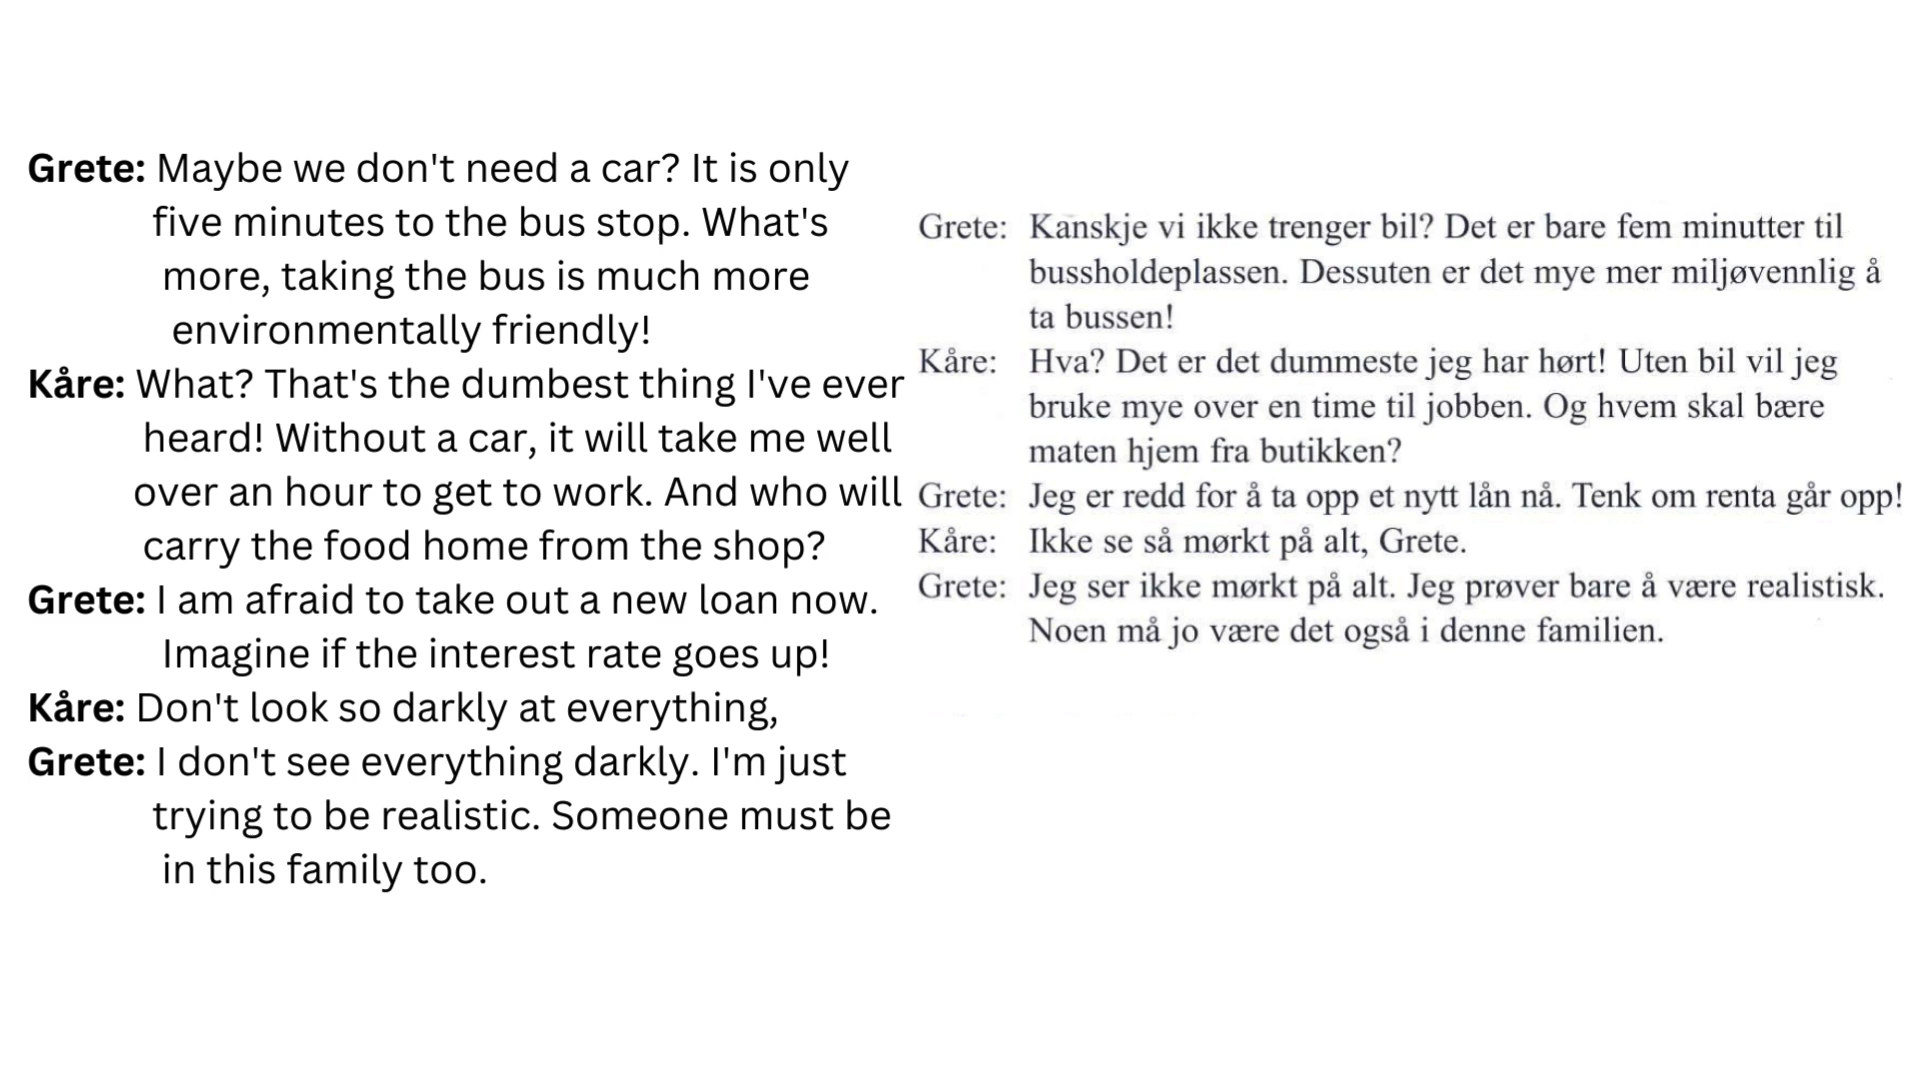 Grete: Maybe we don't need a car? It is only
five minutes to the bus stop. What's
more, taking the bus is much more
environmentally friendly!
Kåre: What? That's the dumbest thing I've ever
heard! Without a car, it will take me well
over an hour to get to work. And who will
carry the food home from the shop?
Grete: I am afraid to take out a new loan now.
Imagine if the interest rate goes up!
Kåre: Don't look so darkly at everything,
Grete: I don't see everything darkly. I'm just
trying to be realistic. Someone must be
in this family too.
Grete: Kanskje vi ikke trenger bil? Det er bare fem minutter til
bussholdeplassen. Dessuten er det mye mer miljøvennlig å
ta bussen!
Kåre: Hva? Det er det dummeste jeg har hørt! Uten bil vil jeg
bruke mye over en time til jobben. Og hvem skal bære
maten hjem fra butikken?
Grete: Jeg er redd for å ta opp et nytt lån nå. Tenk om renta går opp!
Kåre: Ikke se så mørkt på alt, Grete.
Grete: Jeg ser ikke mørkt på alt. Jeg prøver bare å være realistisk.
Noen må jo være det også i denne familien.